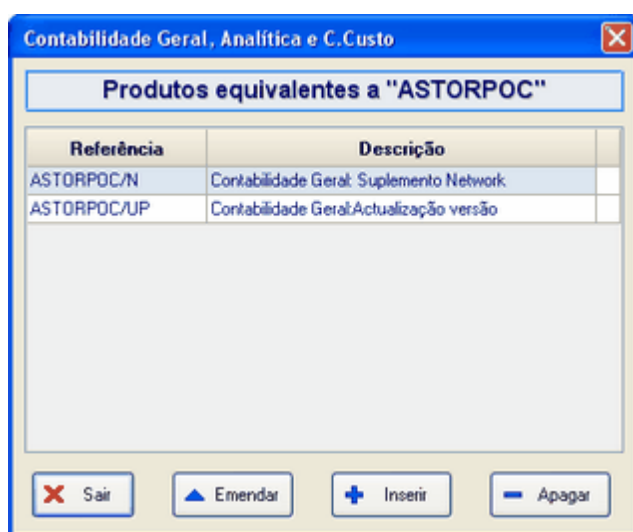 Contabilidade Geral, Analítica e C.Custo
Produtos equivalentes a "ASTORPOC"
Referência Descrição
ASTORPOC/N Contabilidade Geral: Suplemento Network
ASTORPOC/UP Contabilidade Geral:Actualização versão
Sair Emendar Inserir Apagar